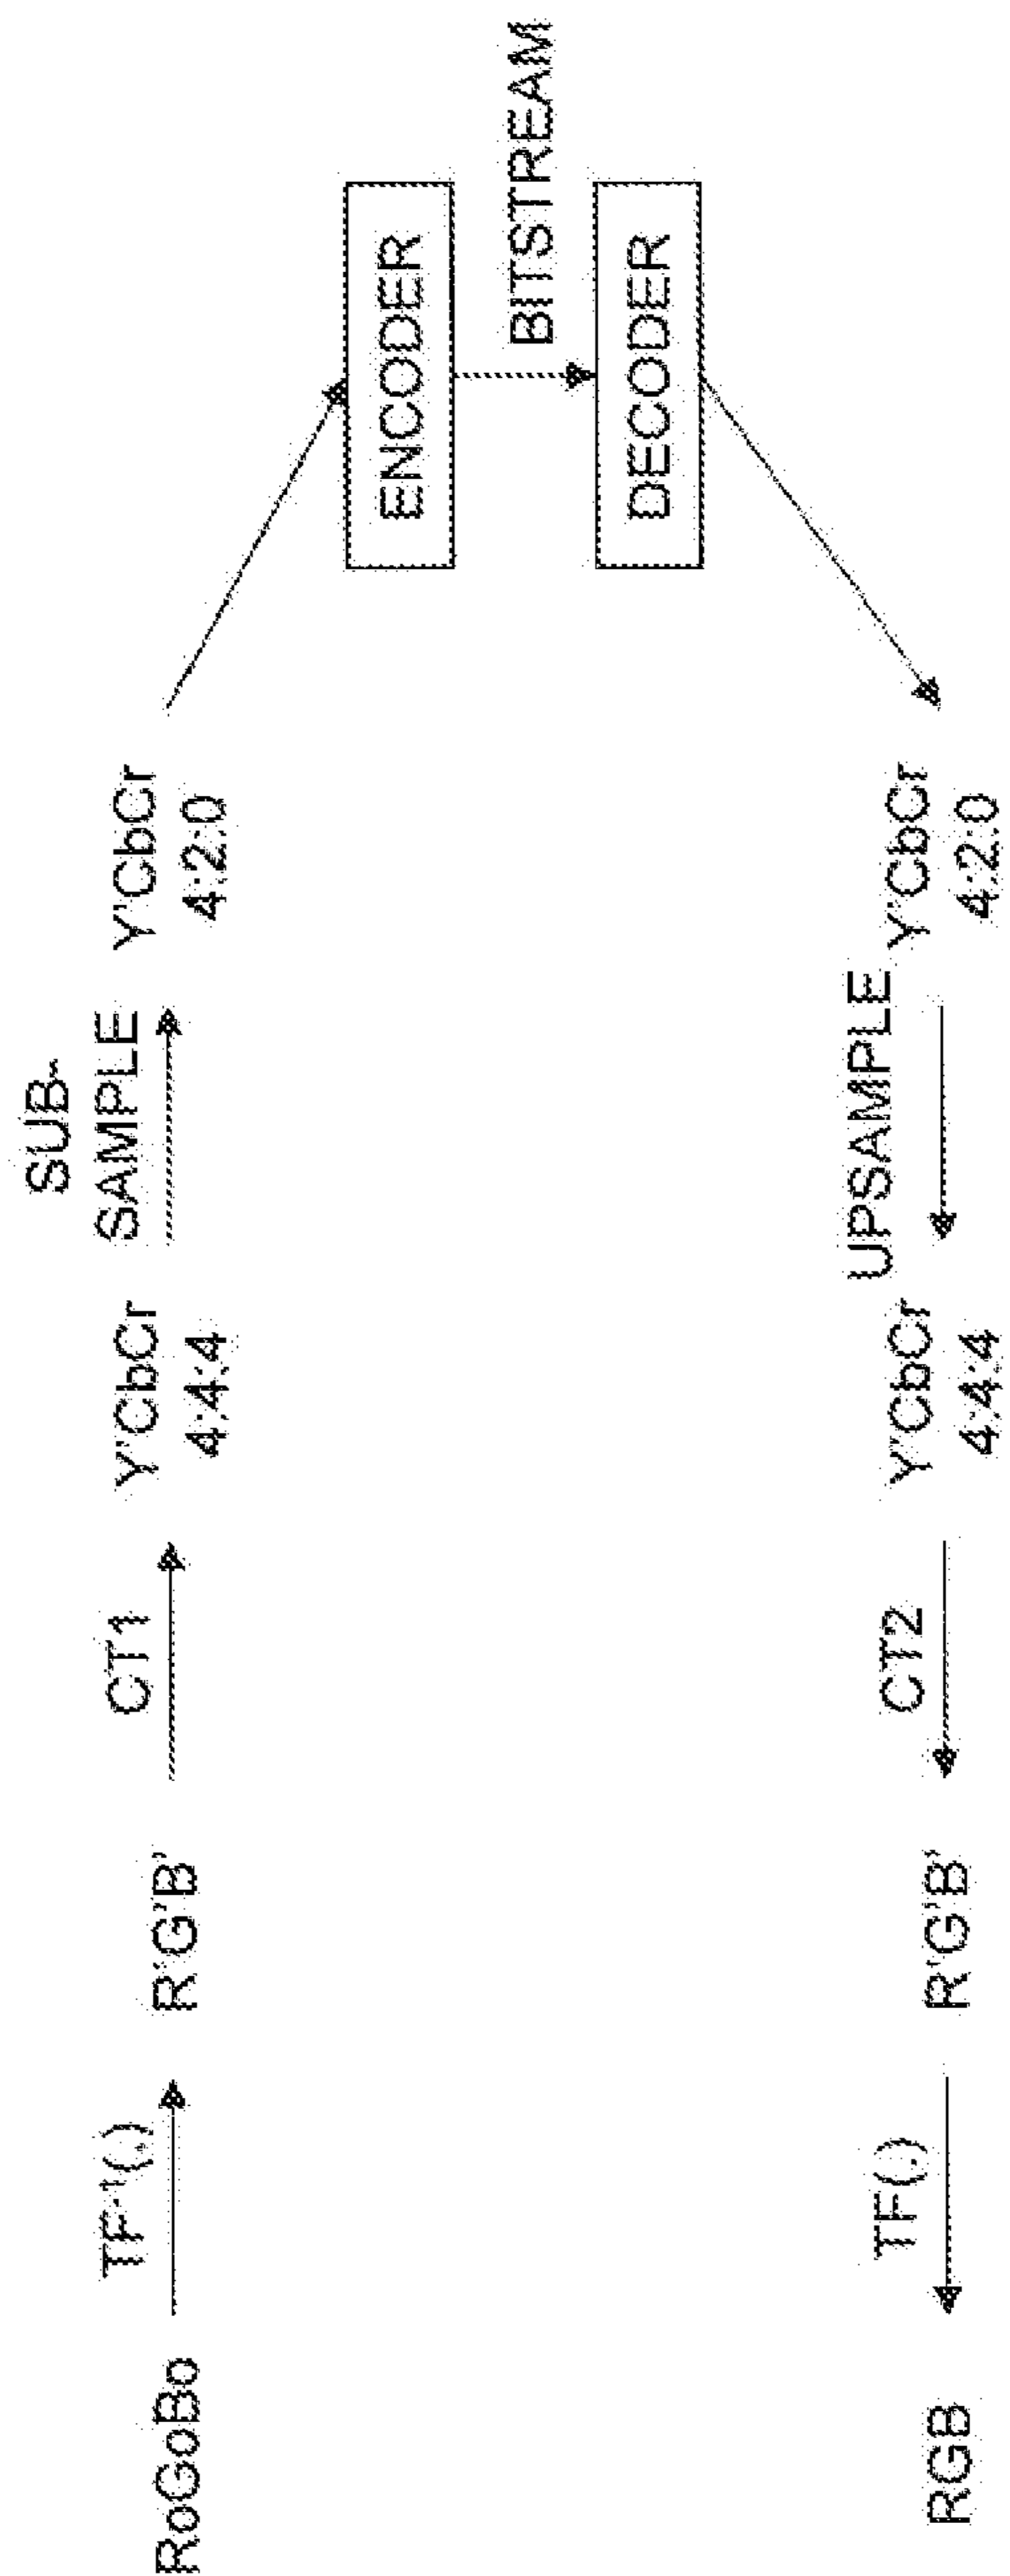 RoGoBo
TF⁻¹(.)
R'G'B'
CT1
Y'CbCr
4:4:4
SUB-
SAMPLE
Y'CbCr
4:2:0
ENCODER
BITSTREAM
DECODER
Y'CbCr
4:2:0
UPSAMPLE
Y'CbCr
4:4:4
CT2
R'G'B'
TF(.)
RGB